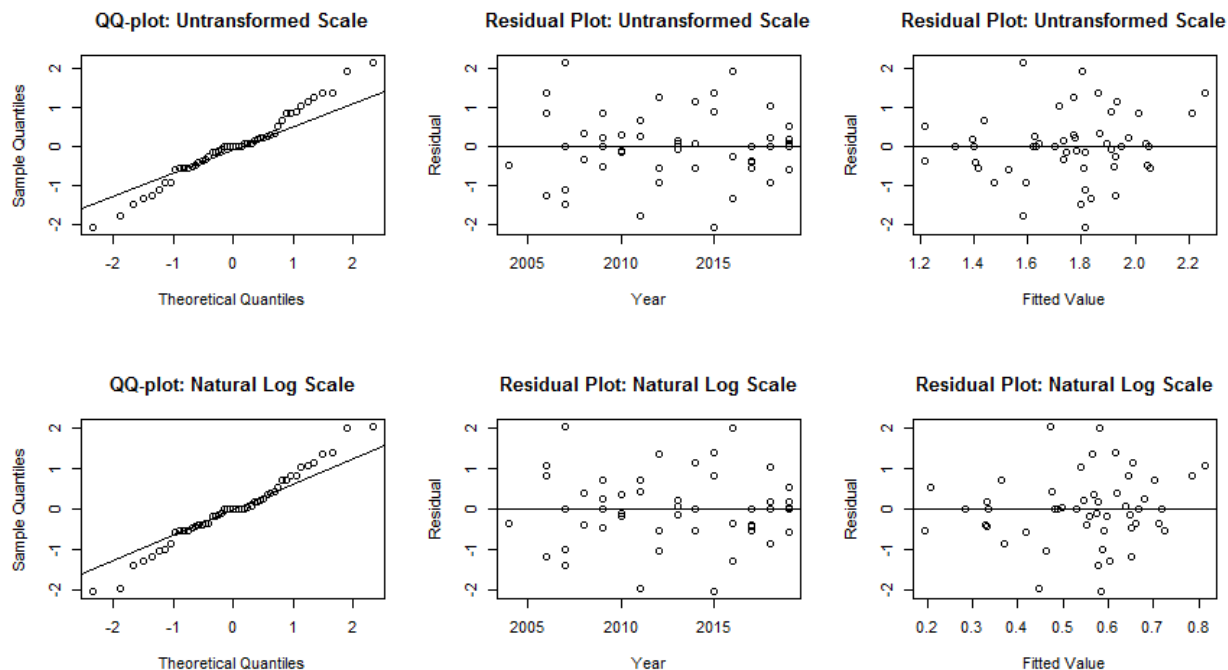 QQ-plot: Untransformed Scale
Sample Quantiles
2
1
0
-1
-2
-2 -1 0 1 2
Theoretical Quantiles
Residual Plot: Untransformed Scale
Residual
2
1
0
-1
-2
2005 2010 2015
Year
Residual Plot: Untransformed Scale
Residual
2
1
0
-1
-2
1.2 1.4 1.6 1.8 2.0 2.2
Fitted Value
QQ-plot: Natural Log Scale
Sample Quantiles
2
1
0
-1
-2
-2 -1 0 1 2
Theoretical Quantiles
Residual Plot: Natural Log Scale
Residual
2
1
0
-1
-2
2005 2010 2015
Year
Residual Plot: Natural Log Scale
Residual
2
1
0
-1
-2
0.2 0.3 0.4 0.5 0.6 0.7 0.8
Fitted Value